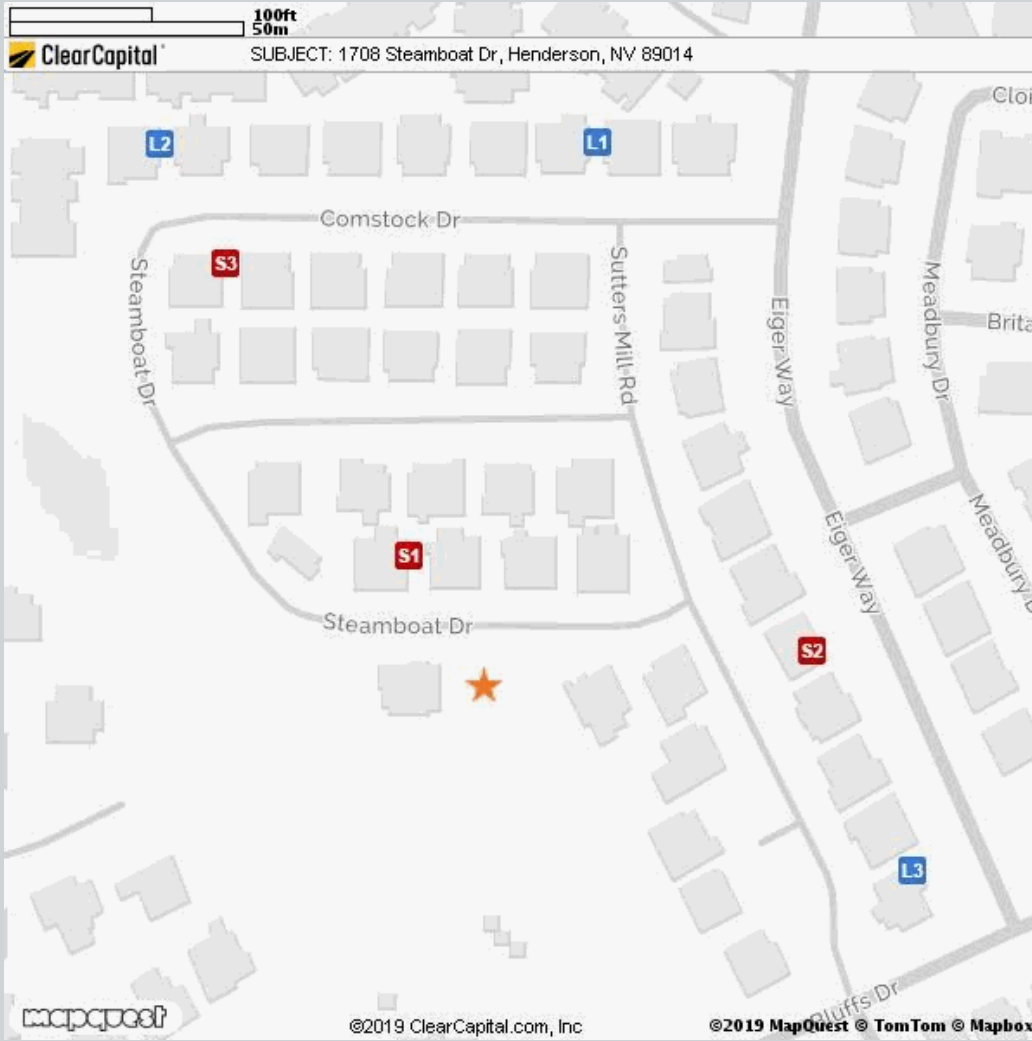 100ft
50m
ClearCapital
SUBJECT: 1708 Steamboat Dr, Henderson, NV 89014
Cloi
L2
L1
Comstock Dr
S3
Steamboat Dr
Sutters Mill Rd
Eiger Way
Meadbury Dr
Brita
Eiger Way
Meadbury D
S1
Steamboat Dr
S2
L3
Bluffs Dr
mapquest
©2019 ClearCapital.com, Inc
©2019 MapQuest © TomTom © Mapbox